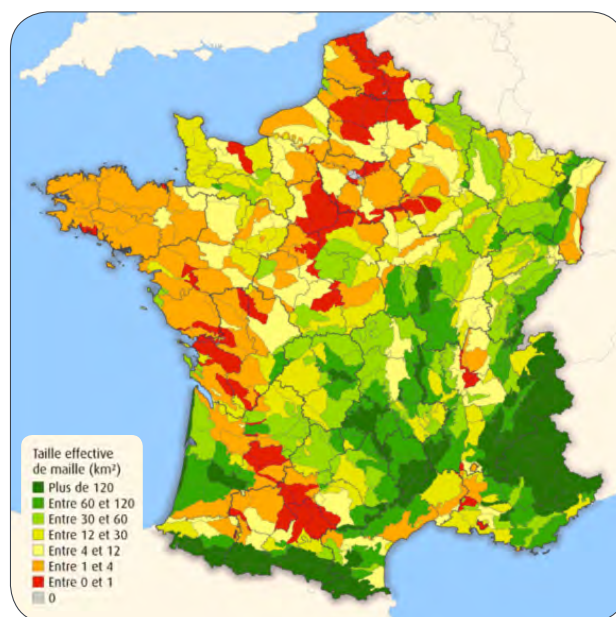 Taille effective
de maille (km²)
Plus de 120
Entre 60 et 120
Entre 30 et 60
Entre 12 et 30
Entre 4 et 12
Entre 1 et 4
Entre 0 et 1
0